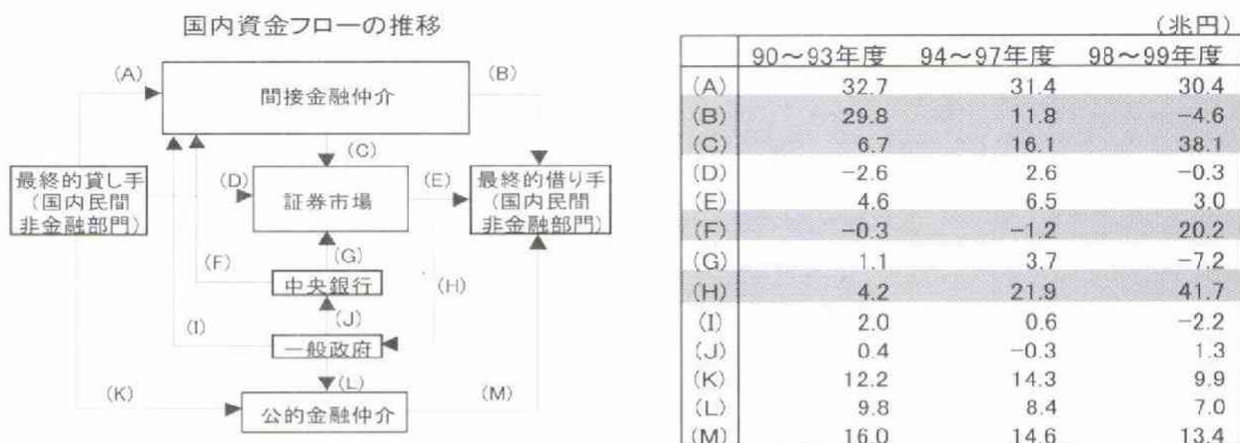 国内資金フローの推移
(A)
(B)
間接金融仲介
(C)
最終的貸し手
(国内民間
非金融部門)
(D)
証券市場
(E)
最終的借り手
(国内民間
非金融部門)
(F)
(G)
中央銀行
(H)
(I)
(J)
一般政府
(K)
(L)
(M)
公的金融仲介
(兆円)
90～93年度 94～97年度 98～99年度
(A) 32.7 31.4 30.4
(B) 29.8 11.8 −4.6
(C) 6.7 16.1 38.1
(D) −2.6 2.6 −0.3
(E) 4.6 6.5 3.0
(F) −0.3 −1.2 20.2
(G) 1.1 3.7 −7.2
(H) 4.2 21.9 41.7
(I) 2.0 0.6 −2.2
(J) 0.4 −0.3 1.3
(K) 12.2 14.3 9.9
(L) 9.8 8.4 7.0
(M) 16.0 14.6 13.4